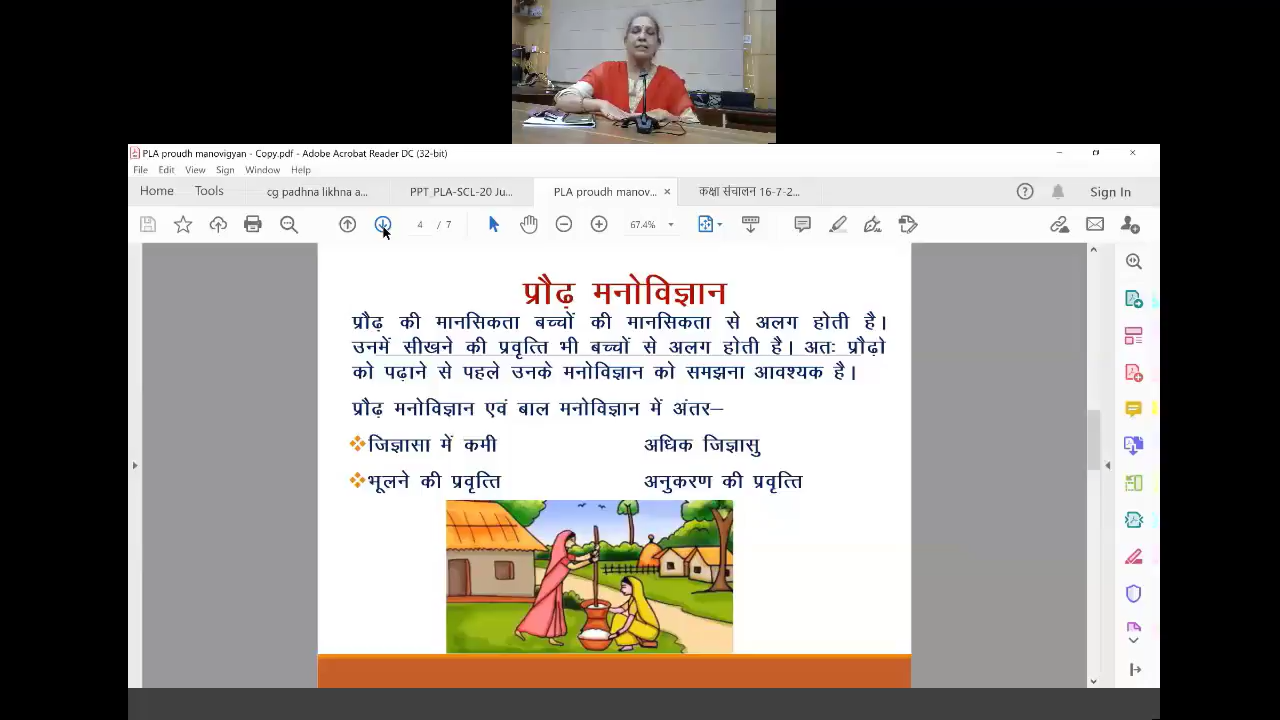 PLA proudh manovigyan - Copy.pdf - Adobe Acrobat Reader DC (32-bit)
File Edit View Sign Window Help
Home Tools cg padhna likhna a... PPT_PLA-SCL-20 Ju... PLA proudh manov... × कक्षा संचालन 16-7-2... Sign In
4 / 7 67.4%
प्रौढ़ मनोविज्ञान
प्रौढ़ की मानसिकता बच्चों की मानसिकता से अलग होती है।
उनमें सीखने की प्रवृत्ति भी बच्चों से अलग होती है। अतः प्रौढ़ो
को पढ़ाने से पहले उनके मनोविज्ञान को समझना आवश्यक है।
प्रौढ़ मनोविज्ञान एवं बाल मनोविज्ञान में अंतर–
जिज्ञासा में कमी अधिक जिज्ञासु
भूलने की प्रवृत्ति अनुकरण की प्रवृत्ति